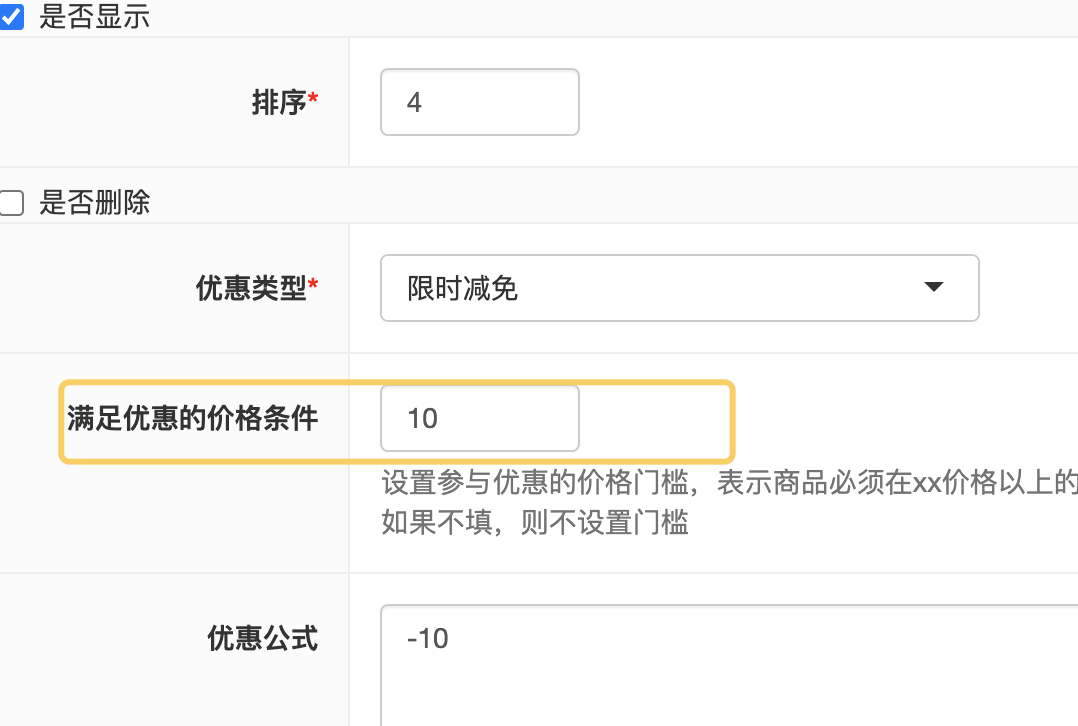 是否显示
排序*
4
是否删除
优惠类型*
限时减免
满足优惠的价格条件
10
设置参与优惠的价格门槛，表示商品必须在xx价格以上的
如果不填，则不设置门槛
优惠公式
-10